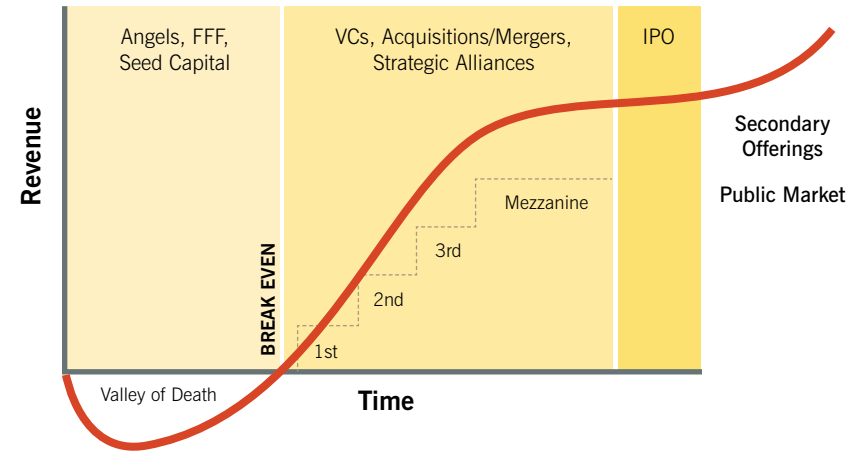 Angels, FFF,
Seed Capital
VCs, Acquisitions/Mergers,
Strategic Alliances
IPO
Revenue
Secondary
Offerings
Public Market
Mezzanine
3rd
2nd
1st
BREAK EVEN
Valley of Death
Time